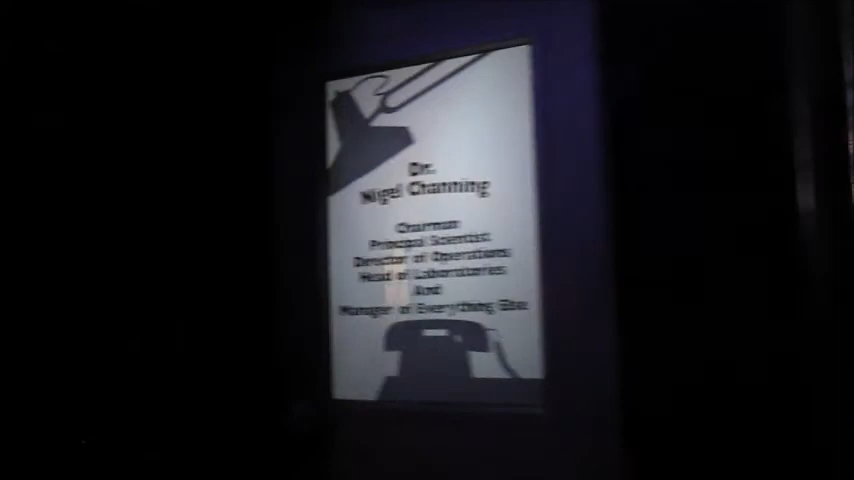 Dr.
Nigel Channing
Chairman
Principal Scientist
Director of Operations
Head of Laboratories
And
Manager of Everything Else